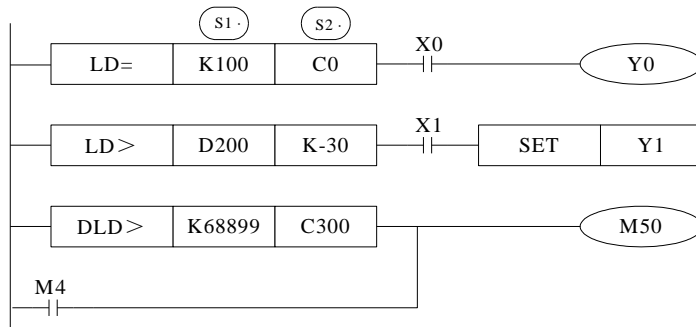 S1· S2·
LD= K100 C0 X0 Y0
LD＞ D200 K-30 X1 SET Y1
DLD＞ K68899 C300 M50
M4